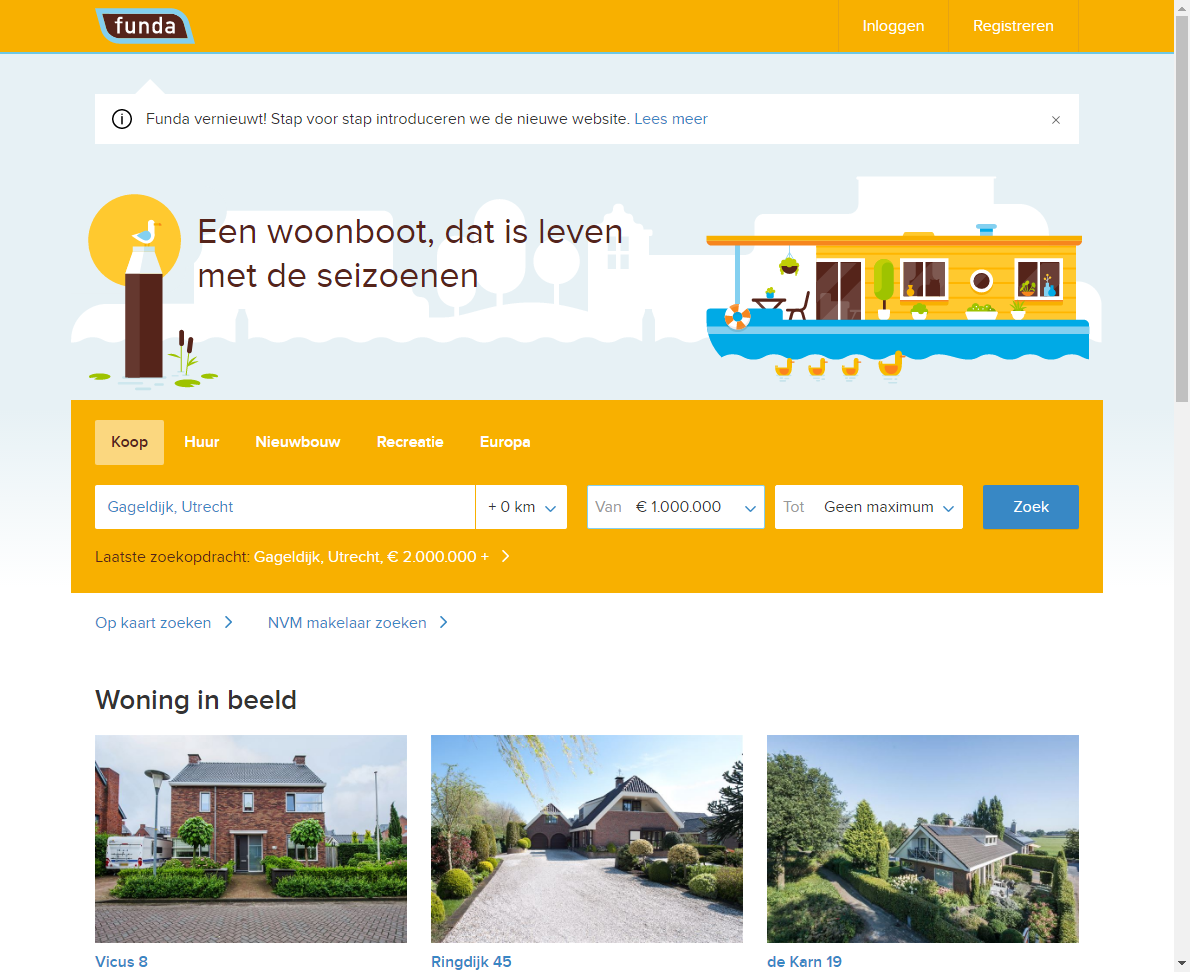 funda
Inloggen
Registreren
Funda vernieuwt! Stap voor stap introduceren we de nieuwe website. Lees meer
Een woonboot, dat is leven
met de seizoenen
Koop Huur Nieuwbouw Recreatie Europa
Gageldijk, Utrecht + 0 km Van € 1.000.000 Tot Geen maximum Zoek
Laatste zoekopdracht: Gageldijk, Utrecht, € 2.000.000 +
Op kaart zoeken NVM makelaar zoeken
Woning in beeld
Vicus 8 Ringdijk 45 de Karn 19